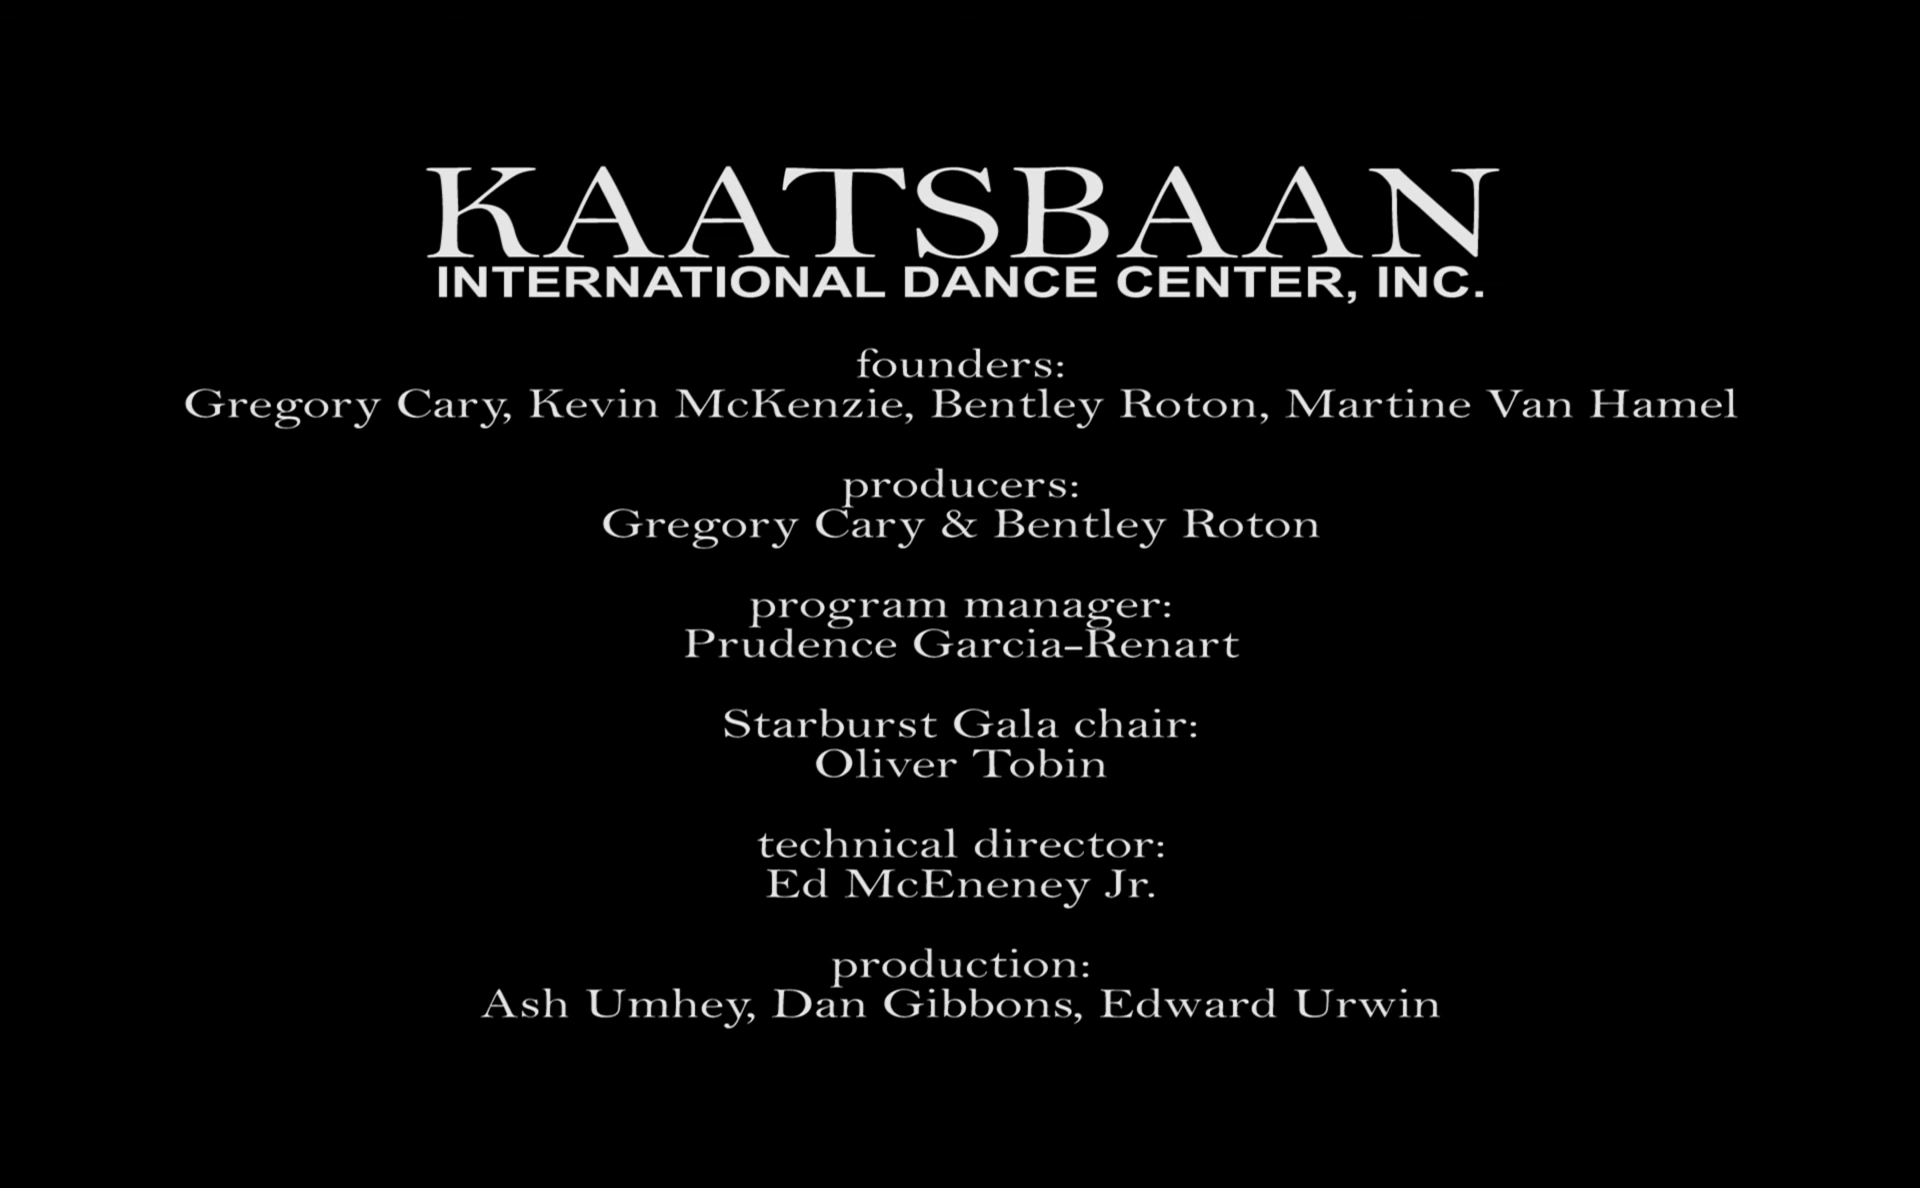 KAATSBAAN
INTERNATIONAL DANCE CENTER, INC.
founders:
Gregory Cary, Kevin McKenzie, Bentley Roton, Martine Van Hamel
producers:
Gregory Cary & Bentley Roton
program manager:
Prudence Garcia-Renart
Starburst Gala chair:
Oliver Tobin
technical director:
Ed McEneney Jr.
production:
Ash Umhey, Dan Gibbons, Edward Urwin